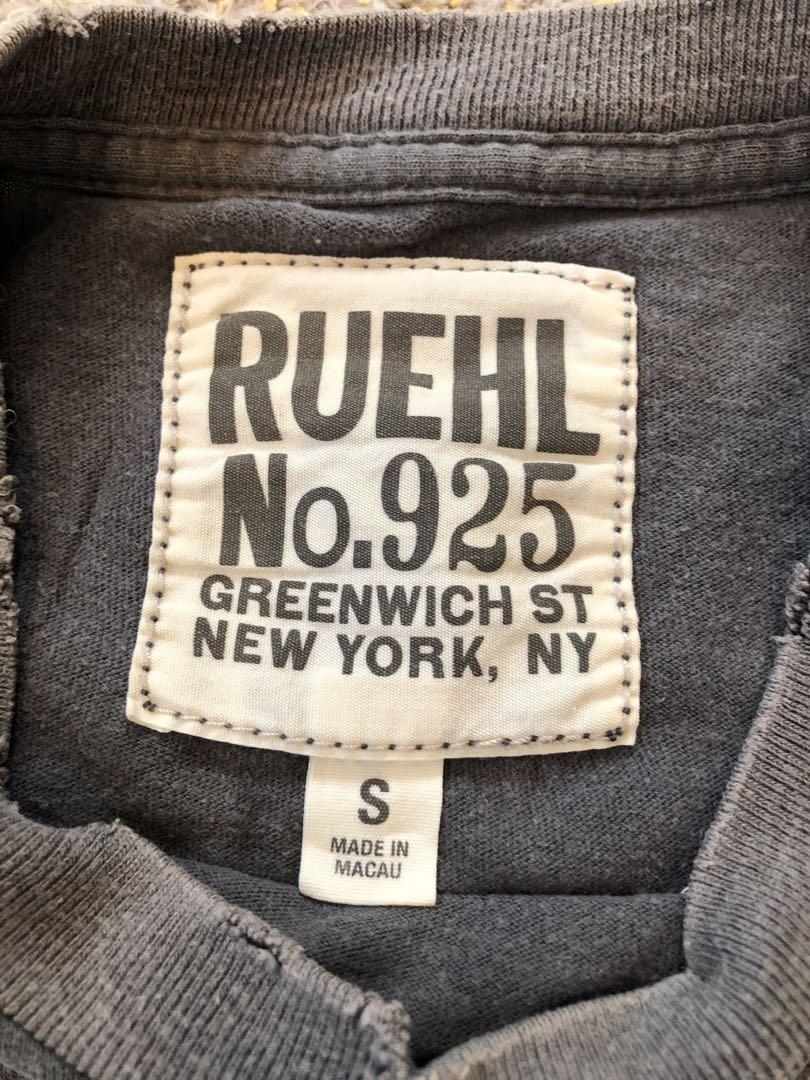 RUEHL
No.925
GREENWICH ST
NEW YORK, NY
S
MADE IN
MACAU